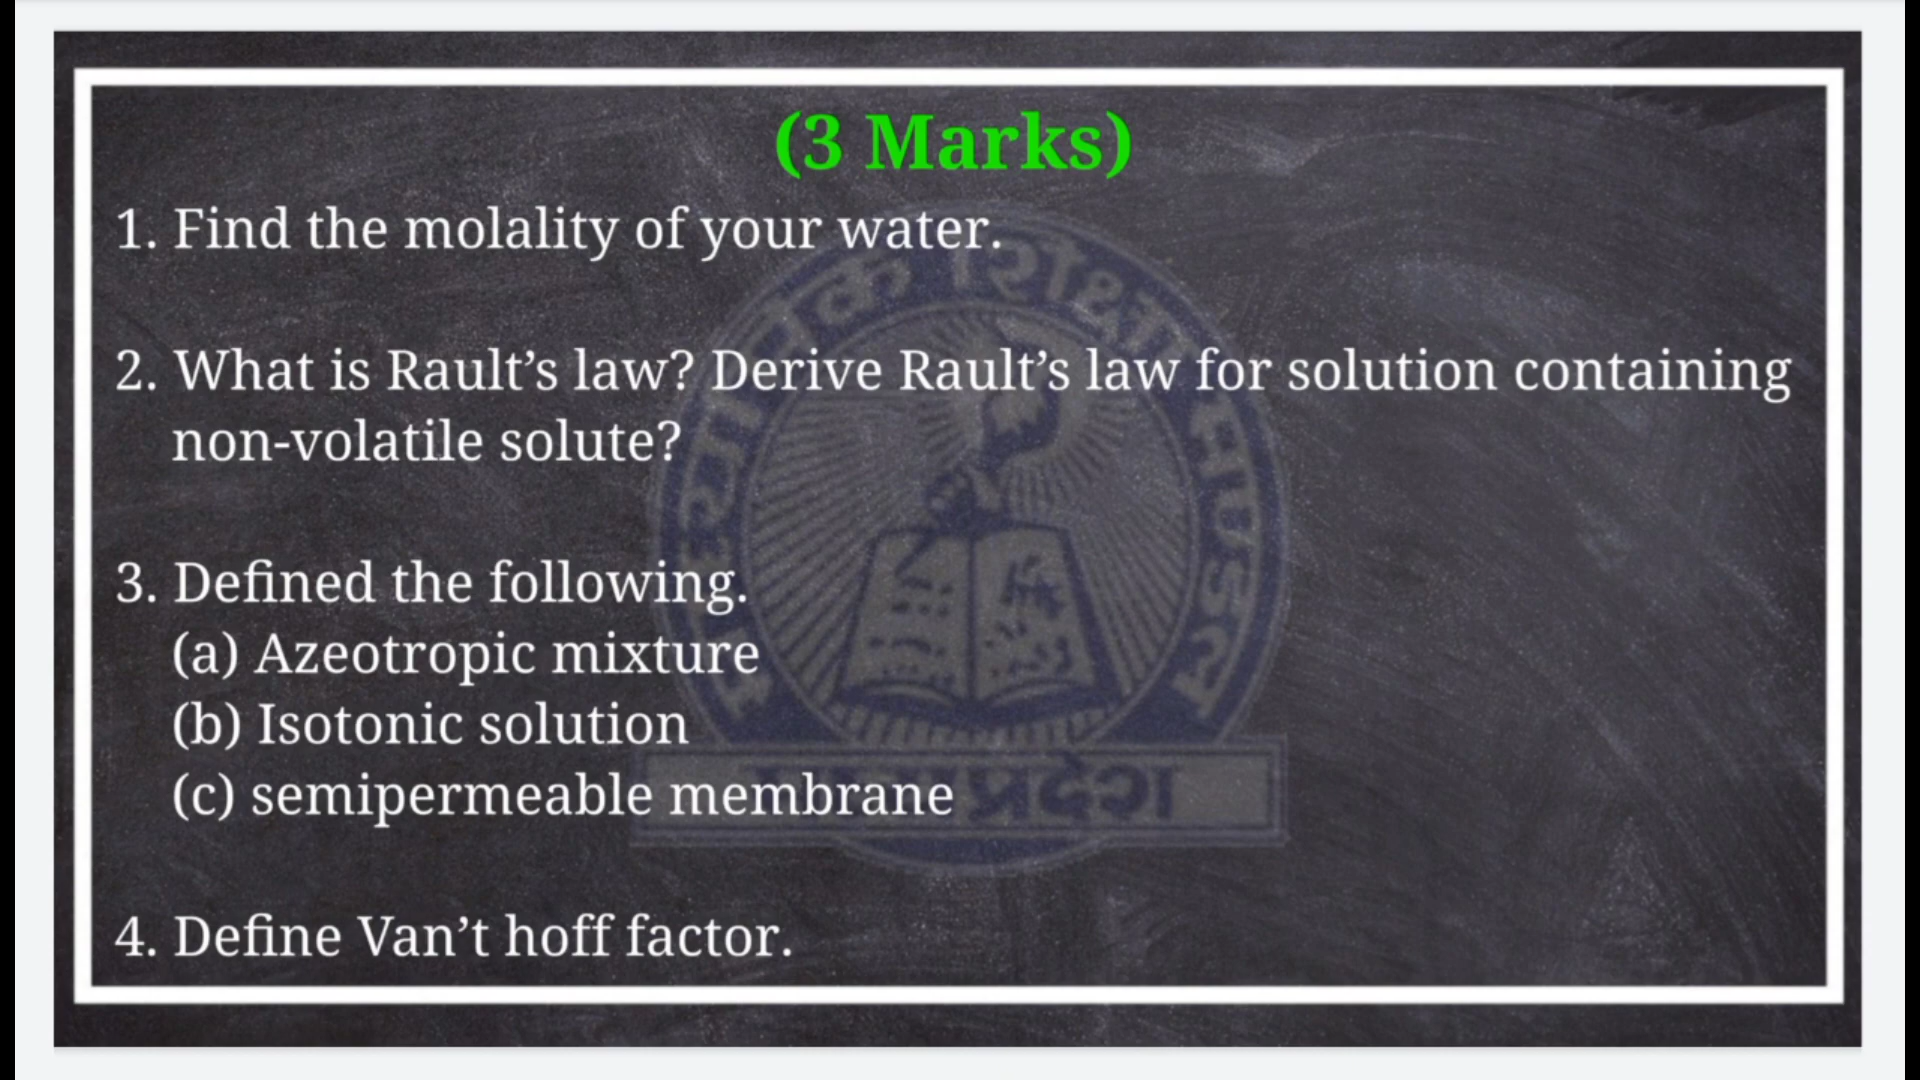 (3 Marks)
1. Find the molality of your water.
2. What is Rault’s law? Derive Rault’s law for solution containing
non-volatile solute?
3. Defined the following.
(a) Azeotropic mixture
(b) Isotonic solution
(c) semipermeable membrane
4. Define Van’t hoff factor.